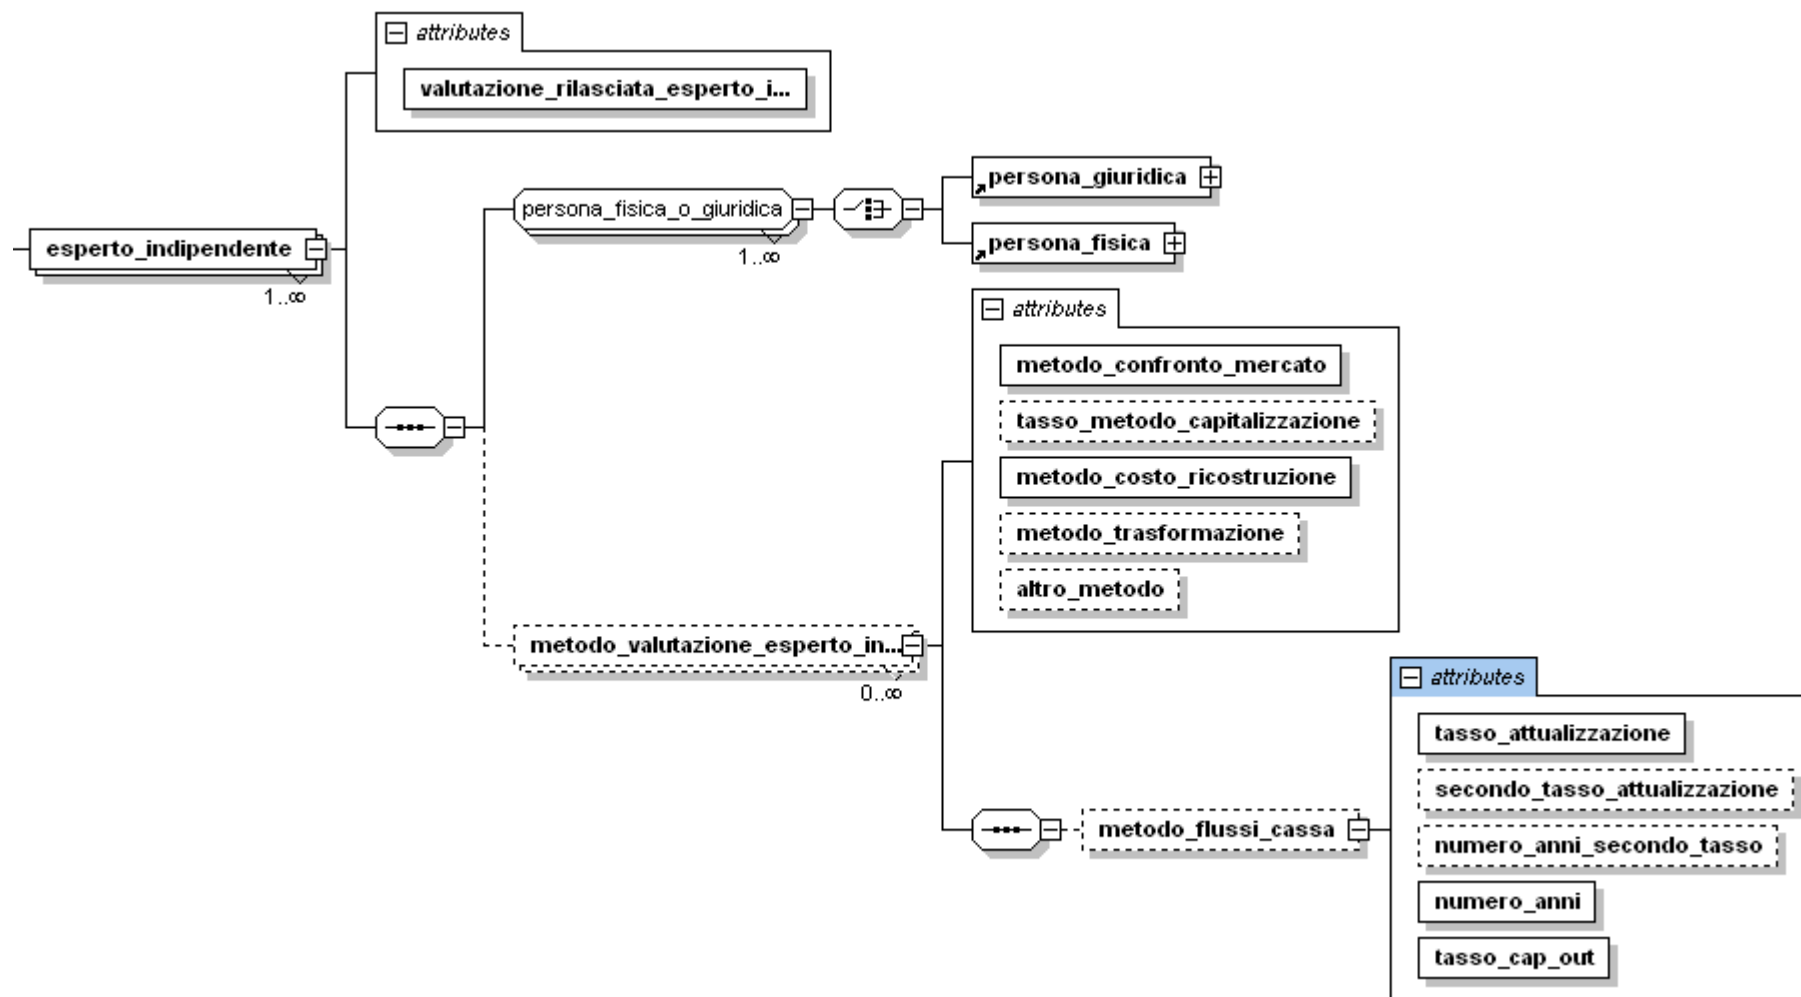 attributes
valutazione_rilasciata_esperto_i...
persona_giuridica
persona_fisica_o_giuridica
persona_fisica
1..∞
esperto_indipendente
1..∞
attributes
metodo_confronto_mercato
tasso_metodo_capitalizzazione
metodo_costo_ricostruzione
metodo_trasformazione
altro_metodo
metodo_valutazione_esperto_in...
0..∞
attributes
tasso_attualizzazione
secondo_tasso_attualizzazione
metodo_flussi_cassa
numero_anni_secondo_tasso
numero_anni
tasso_cap_out